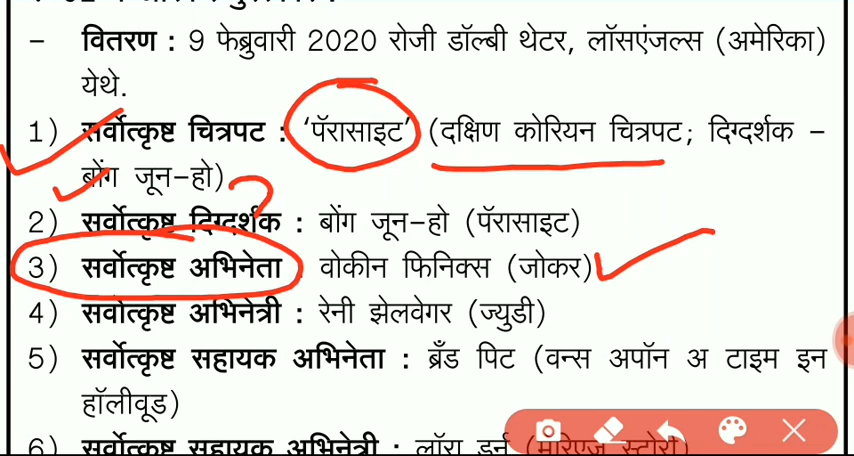 – वितरण : 9 फेब्रुवारी 2020 रोजी डॉल्बी थेटर, लॉसएंजल्स (अमेरिका)
येथे.
1) सर्वोत्कृष्ट चित्रपट : ‘पॅरासाइट’ (दक्षिण कोरियन चित्रपट; दिग्दर्शक –
बोंग जून-हो)
2) सर्वोत्कृष्ट दिग्दर्शक : बोंग जून-हो (पॅरासाइट)
3) सर्वोत्कृष्ट अभिनेता : वोकीन फिनिक्स (जोकर)
4) सर्वोत्कृष्ट अभिनेत्री : रेनी झेलवेगर (ज्युडी)
5) सर्वोत्कृष्ट सहायक अभिनेता : ब्रँड पिट (वन्स अपॉन अ टाइम इन
हॉलीवूड)
6) सर्वोत्कृष्ट सहायक अभिनेत्री : लॉरा डर्न (मॅरिएज स्टोरी)